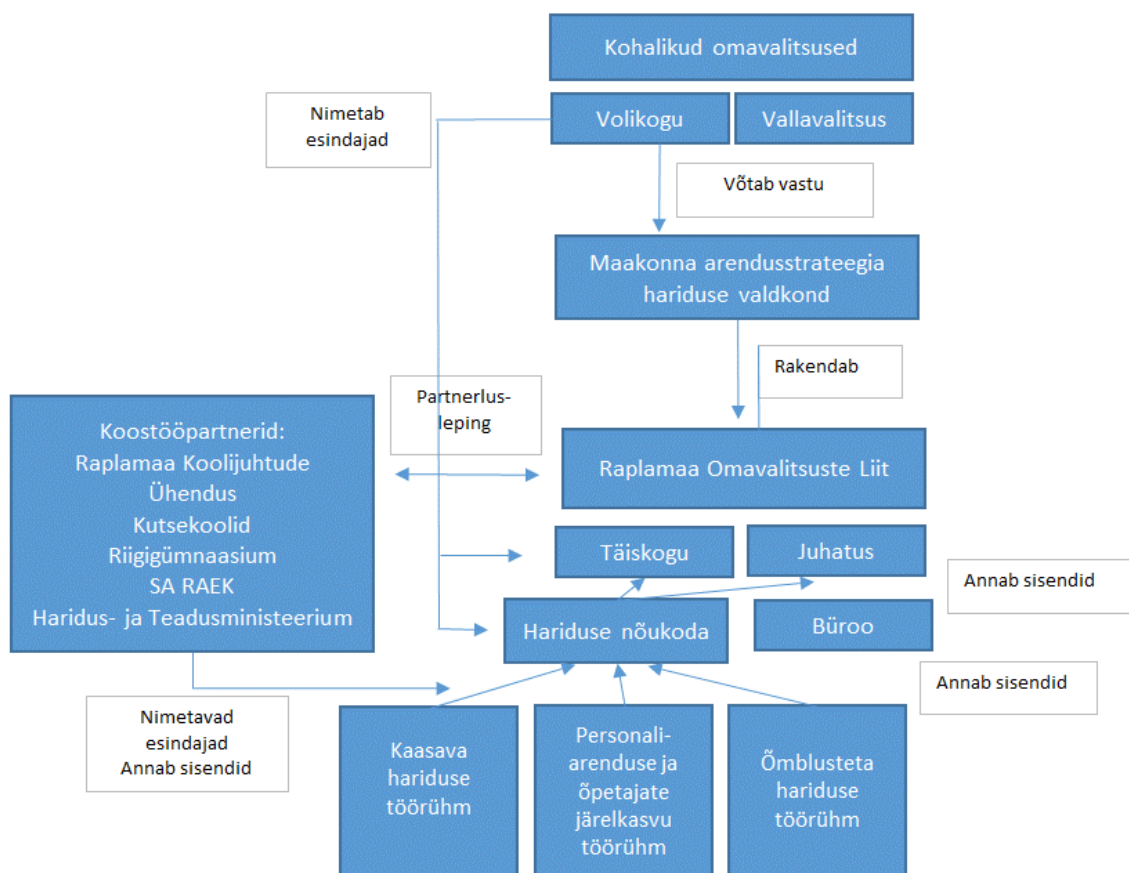 Kohalikud omavalitsused
Nimetab
esindajad
Volikogu
Vallavalitsus
Võtab vastu
Maakonna arendusstrateegia
hariduse valdkond
Rakendab
Partnerlus-
leping
Koostööpartnerid:
Raplamaa Koolijuhtude
Ühendus
Kutsekoolid
Riigigümnaasium
SA RAEK
Haridus- ja Teadusministeerium
Raplamaa Omavalitsuste Liit
Täiskogu
Juhatus
Annab sisendid
Hariduse nõukoda
Büroo
Annab sisendid
Nimetavad
esindajad
Annab sisendid
Kaasava
hariduse
töörühm
Personali-
arenduse ja
õpetajate
järelkasvu
töörühm
Õmblusteta
hariduse
töörühm